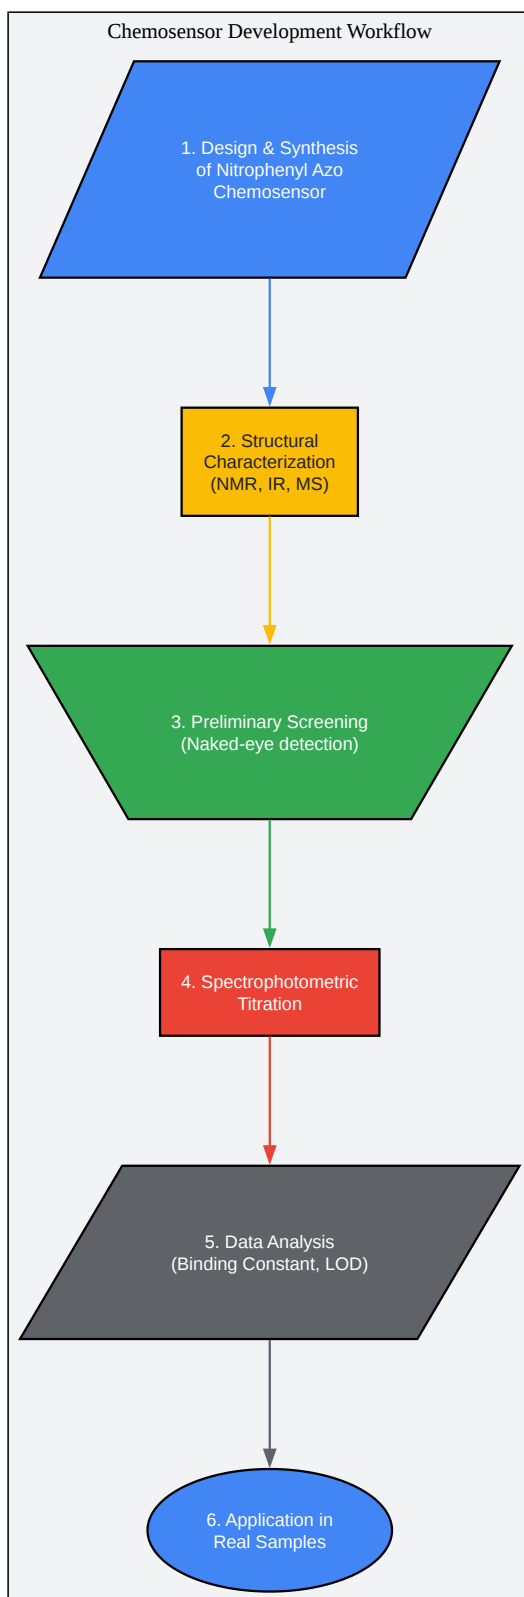 Chemosensor Development Workflow
1. Design & Synthesis
of Nitrophenyl Azo
Chemosensor
2. Structural
Characterization
(NMR, IR, MS)
3. Preliminary Screening
(Naked-eye detection)
4. Spectrophotometric
Titration
5. Data Analysis
(Binding Constant, LOD)
6. Application in
Real Samples